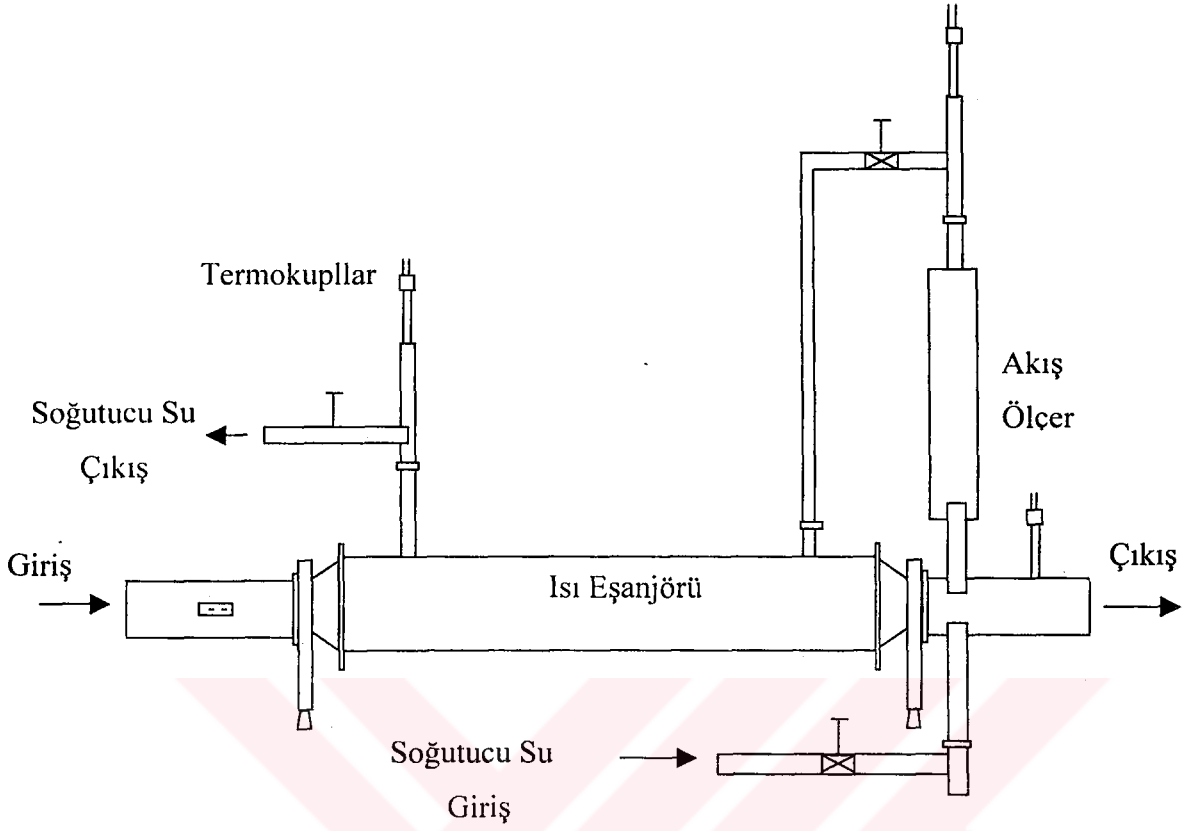 Termokupllar
Akış
Ölçer
Soğutucu Su
Çıkış
Giriş
Isı Eşanjörü
Çıkış
Soğutucu Su
Giriş